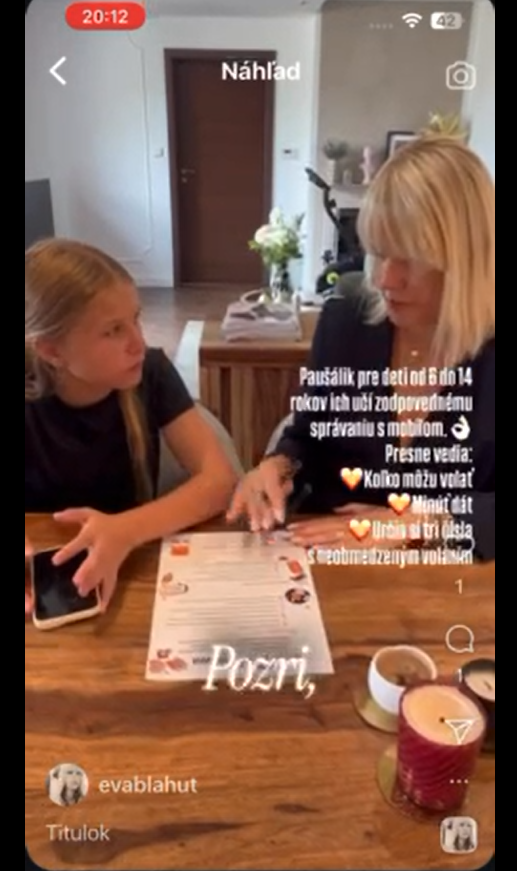 20:12
42
Náhľad
Paušálik pre deti od 6 do 14
rokov ich učí zodpovednému
správaniu s mobilom. 👌
Presne vedia:
🧡Koľko môžu volať
🧡Minúť dát
🧡Určia si tri čísla
s neobmedzeným volaním
1
Pozri,
1
evablahut
Titulok